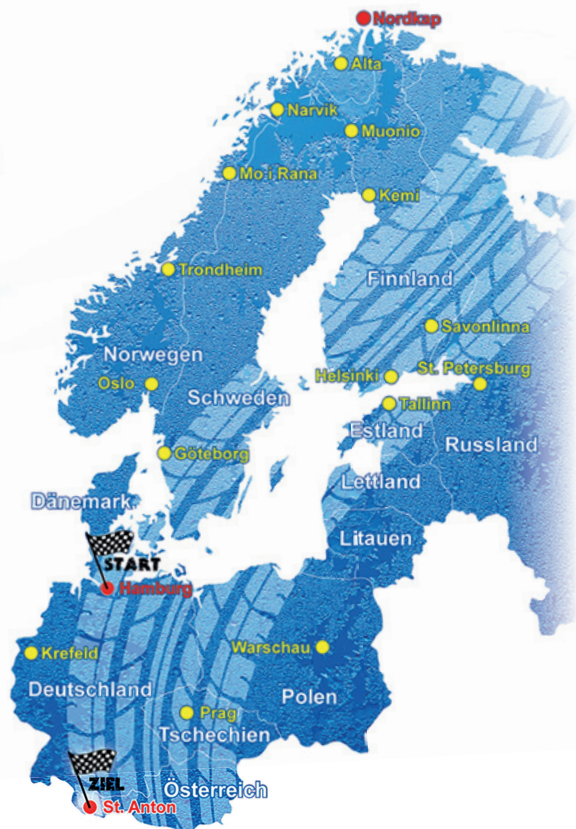 Nordkap
Alta
Narvik
Muonio
Mo i Rana
Kemi
Trondheim
Finnland
Savonlinna
Norwegen
St. Petersburg
Helsinki
Oslo
Schweden
Tallinn
Estland
Russland
Göteborg
Lettland
Dänemark
Litauen
START
Hamburg
Krefeld
Warschau
Deutschland
Polen
Prag
Tschechien
ZIEL
Österreich
St. Anton